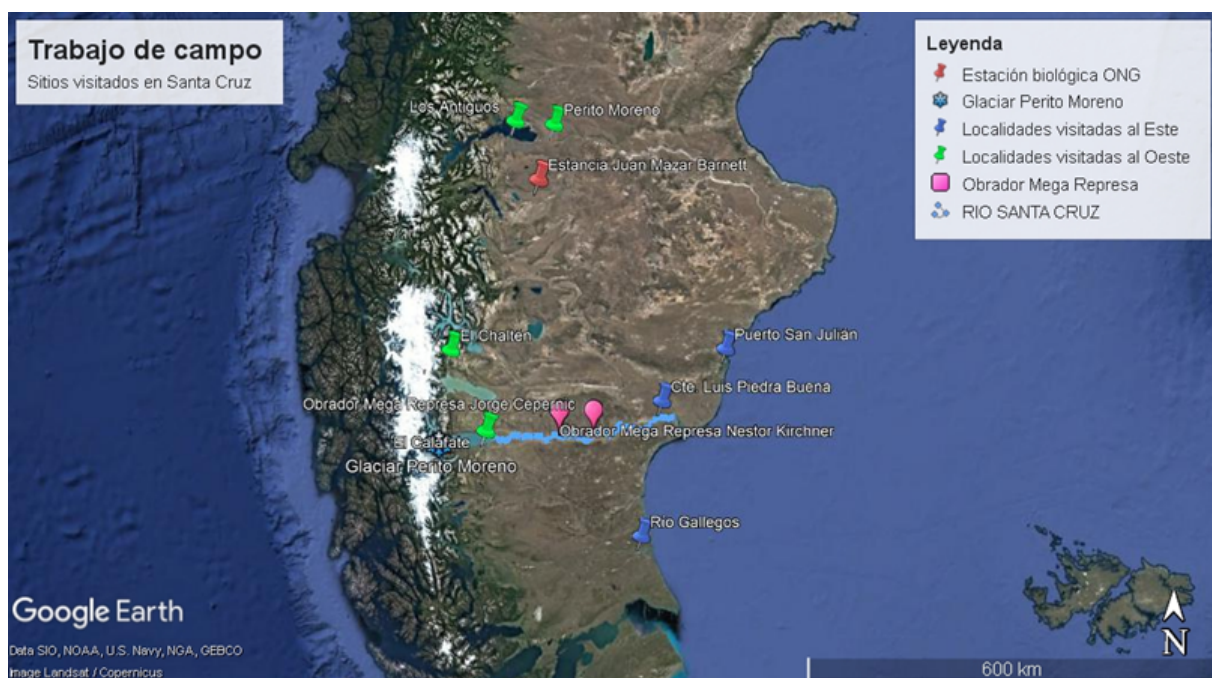 Trabajo de campo
Sitios visitados en Santa Cruz
Leyenda
Estación biológica ONG
Glaciar Perito Moreno
Localidades visitadas al Este
Localidades visitadas al Oeste
Obrador Mega Represa
RIO SANTA CRUZ
Los Antiguos
Perito Moreno
Estancia Juan Mazar Barnett
El Chaltén
Puerto San Julián
Cte. Luis Piedra Buena
Obrador Mega Represa Jorge Cepernic
Obrador Mega Represa Nestor Kirchner
El Calafate
Glaciar Perito Moreno
Rio Gallegos
Google Earth
Data SIO, NOAA, U.S. Navy, NGA, GEBCO
Image Landsat / Copernicus
N
600 km